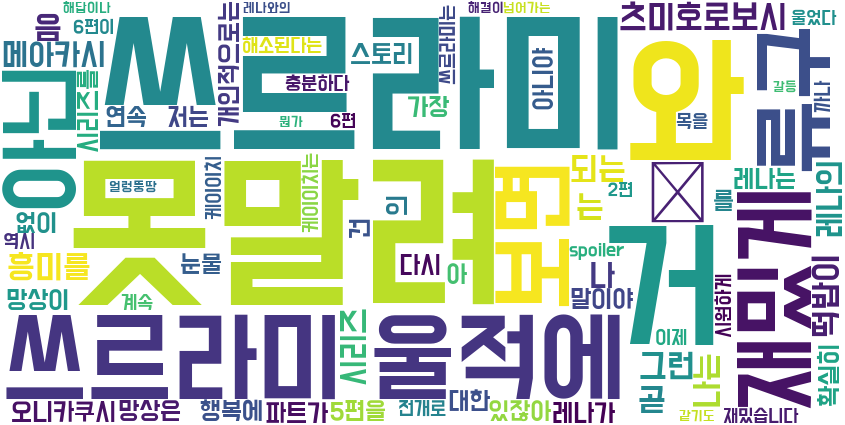 해답이나
레나와의
해결이
넘어가는
음
6편이
쓰르라미
츠미호로보시
울었다
메아카시
개인적으로는
해소된다는
스토리
쓰르라미는
아니야
와
류
갈등
까나
넌
시리즈를
연속
저는
충분하다
뭔가
6편
가장
목을
못말려
얼렁뚱땅
케이이치
케이이치는
건
이
보면
되는
는
2편
를
레나는
레나의
없이
역시
흥미를
눈물
다시
아
spoiler
나
말이야
거
재밌게
시원하게
떡밥이
망상이
계속
쓰르라미
시리즈
울적에
이제
그런
곧
나는
확실히
오니카쿠시
망상은
행복에
파트가
5편을
전개로
대한
있잖아
레나가
같기도
재밌습니다